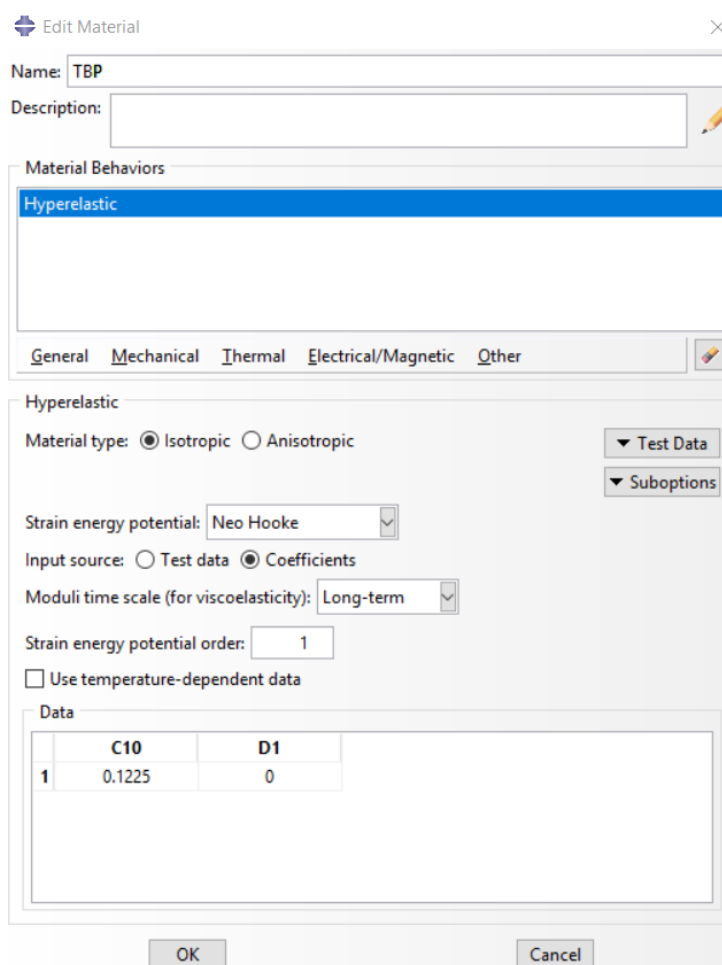 Edit Material
Name: TBP
Description:
Material Behaviors
Hyperelastic
General Mechanical Thermal Electrical/Magnetic Other
Hyperelastic
Material type: Isotropic Anisotropic
Test Data
Suboptions
Strain energy potential: Neo Hooke
Input source: Test data Coefficients
Moduli time scale (for viscoelasticity): Long-term
Strain energy potential order: 1
Use temperature-dependent data
Data
C10 D1
1 0.1225 0
OK Cancel